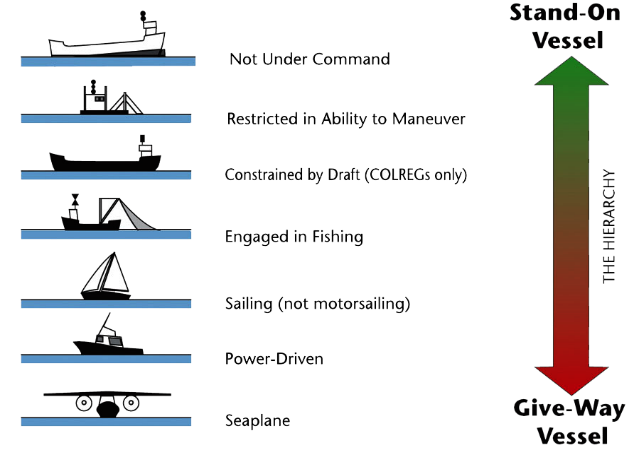 Stand-On
Vessel
Not Under Command
Restricted in Ability to Maneuver
Constrained by Draft (COLREGs only)
Engaged in Fishing
Sailing (not motorsailing)
Power-Driven
Seaplane
THE HIERARCHY
Give-Way
Vessel